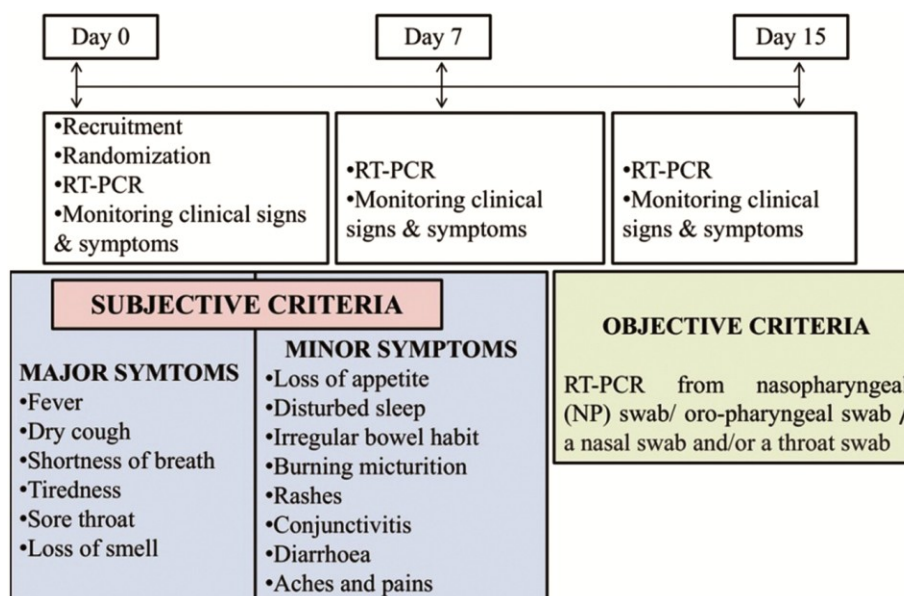 Day 0
Day 7
Day 15
•Recruitment
•Randomization
•RT-PCR
•Monitoring clinical signs
& symptoms
•RT-PCR
•Monitoring clinical
signs & symptoms
•RT-PCR
•Monitoring clinical
signs & symptoms
SUBJECTIVE CRITERIA
MAJOR SYMTOMS
•Fever
•Dry cough
•Shortness of breath
•Tiredness
•Sore throat
•Loss of smell
MINOR SYMPTOMS
•Loss of appetite
•Disturbed sleep
•Irregular bowel habit
•Burning micturition
•Rashes
•Conjunctivitis
•Diarrhoea
•Aches and pains
OBJECTIVE CRITERIA
RT-PCR from nasopharyngeal
(NP) swab/ oro-pharyngeal swab /
a nasal swab and/or a throat swab